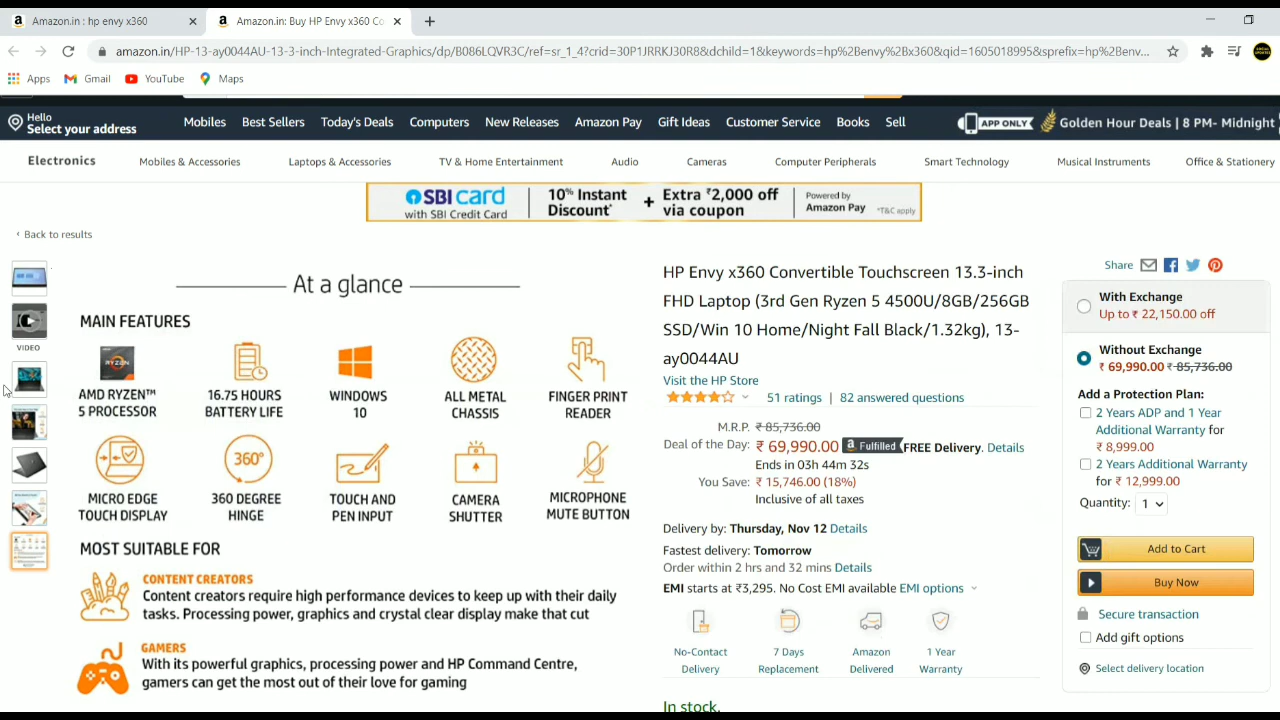 Amazon.in : hp envy x360
Amazon.in: Buy HP Envy x360 Co
amazon.in/HP-13-ay0044AU-13-3-inch-Integrated-Graphics/dp/B086LQVR3C/ref=sr_1_4?crid=30P1JRRKJ30R8&dchild=1&keywords=hp%2Benvy%2Bx360&qid=1605018995&sprefix=hp%2Benv...
Apps
Gmail
YouTube
Maps
Hello
Select your address
Mobiles
Best Sellers
Today's Deals
Computers
New Releases
Amazon Pay
Gift Ideas
Customer Service
Books
Sell
APP ONLY
Golden Hour Deals | 8 PM- Midnight
Electronics
Mobiles & Accessories
Laptops & Accessories
TV & Home Entertainment
Audio
Cameras
Computer Peripherals
Smart Technology
Musical Instruments
Office & Stationery
SBI card
with SBI Credit Card
10% Instant
Discount*
+
Extra ₹2,000 off
via coupon
Powered by
Amazon Pay
*T&C apply
‹ Back to results
VIDEO
At a glance
MAIN FEATURES
RYZEN
AMD RYZEN™
5 PROCESSOR
16.75 HOURS
BATTERY LIFE
WINDOWS
10
ALL METAL
CHASSIS
FINGER PRINT
READER
MICRO EDGE
TOUCH DISPLAY
360°
360 DEGREE
HINGE
TOUCH AND
PEN INPUT
CAMERA
SHUTTER
MICROPHONE
MUTE BUTTON
MOST SUITABLE FOR
CONTENT CREATORS
Content creators require high performance devices to keep up with their daily
tasks. Processing power, graphics and crystal clear display make that cut
GAMERS
With its powerful graphics, processing power and HP Command Centre,
gamers can get the most out of their love for gaming
HP Envy x360 Convertible Touchscreen 13.3-inch
FHD Laptop (3rd Gen Ryzen 5 4500U/8GB/256GB
SSD/Win 10 Home/Night Fall Black/1.32kg), 13-
ay0044AU
Visit the HP Store
51 ratings | 82 answered questions
M.R.P. ₹ 85,736.00
Deal of the Day: ₹ 69,990.00 a Fulfilled FREE Delivery. Details
Ends in 03h 44m 32s
You Save: ₹ 15,746.00 (18%)
Inclusive of all taxes
Delivery by: Thursday, Nov 12 Details
Fastest delivery: Tomorrow
Order within 2 hrs and 32 mins Details
EMI starts at ₹3,295. No Cost EMI available EMI options
No-Contact
Delivery
7 Days
Replacement
Amazon
Delivered
1 Year
Warranty
In stock.
Share
With Exchange
Up to ₹ 22,150.00 off
Without Exchange
₹ 69,990.00 ₹ 85,736.00
Add a Protection Plan:
2 Years ADP and 1 Year
Additional Warranty for
₹ 8,999.00
2 Years Additional Warranty
for ₹ 12,999.00
Quantity: 1
Add to Cart
Buy Now
Secure transaction
Add gift options
Select delivery location